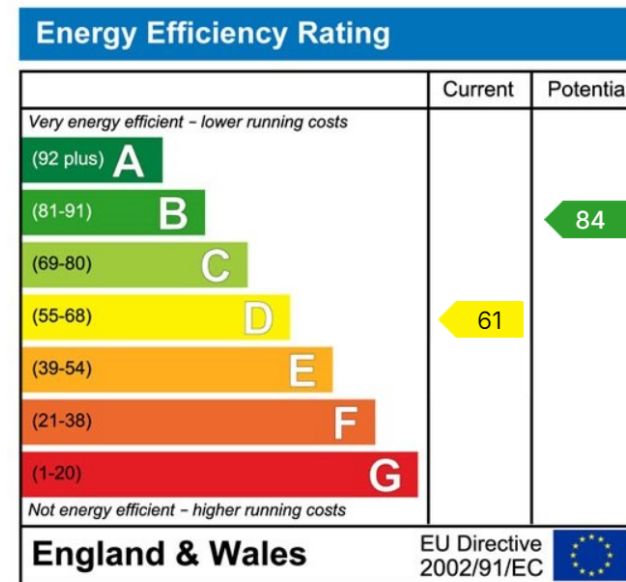 Energy Efficiency Rating
Current Potentia
Very energy efficient – lower running costs
(92 plus) A
(81-91) B
84
(69-80) C
(55-68) D
61
(39-54) E
(21-38) F
(1-20) G
Not energy efficient – higher running costs
England & Wales
EU Directive
2002/91/EC